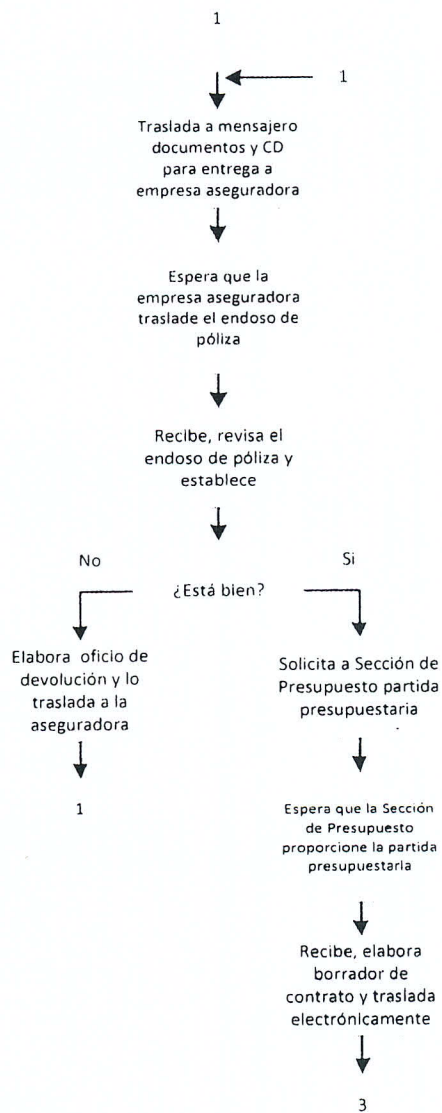 1
1
Traslada a mensajero
documentos y CD
para entrega a
empresa aseguradora
Espera que la
empresa aseguradora
traslade el endoso de
póliza
Recibe, revisa el
endoso de póliza y
establece
No
Si
¿Está bien?
Elabora oficio de
devolución y lo
traslada a la
aseguradora
1
Solicita a Sección de
Presupuesto partida
presupuestaria
Espera que la Sección
de Presupuesto
proporcione la partida
presupuestaria
Recibe, elabora
borrador de
contrato y traslada
electrónicamente
3